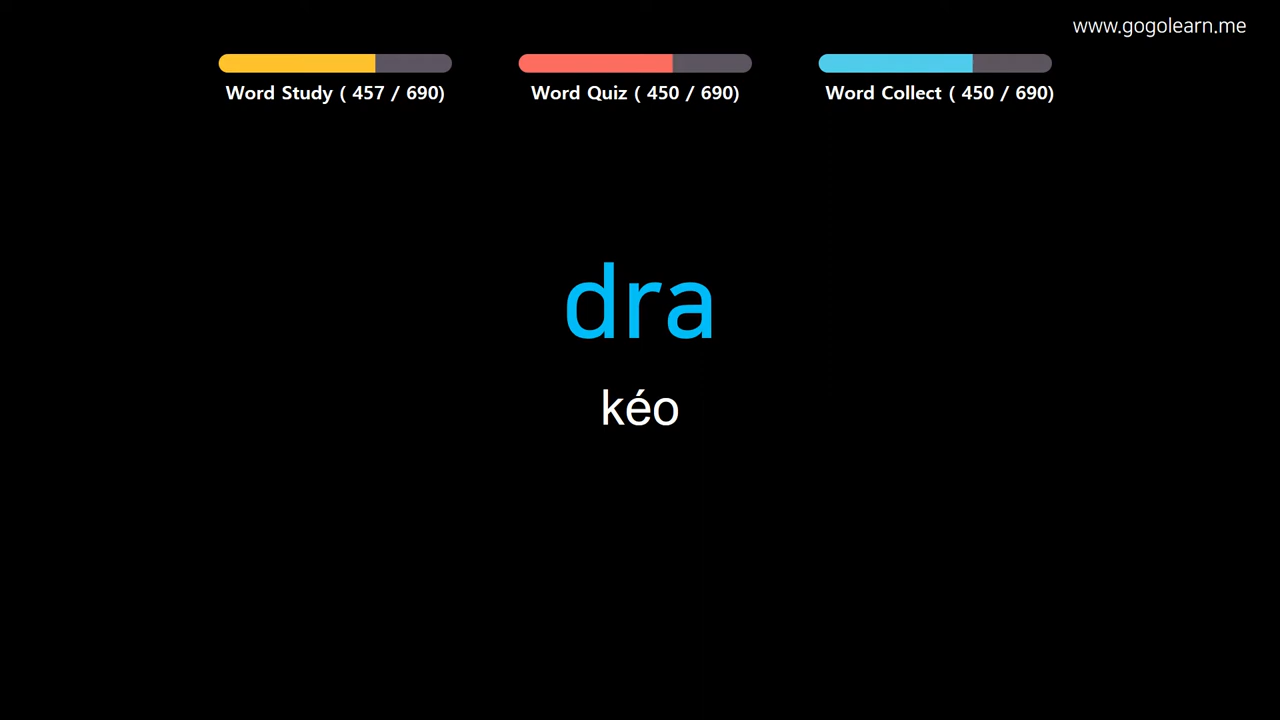 www.gogolearn.me
Word Study ( 457 / 690)
Word Quiz ( 450 / 690)
Word Collect ( 450 / 690)
dra
kéo